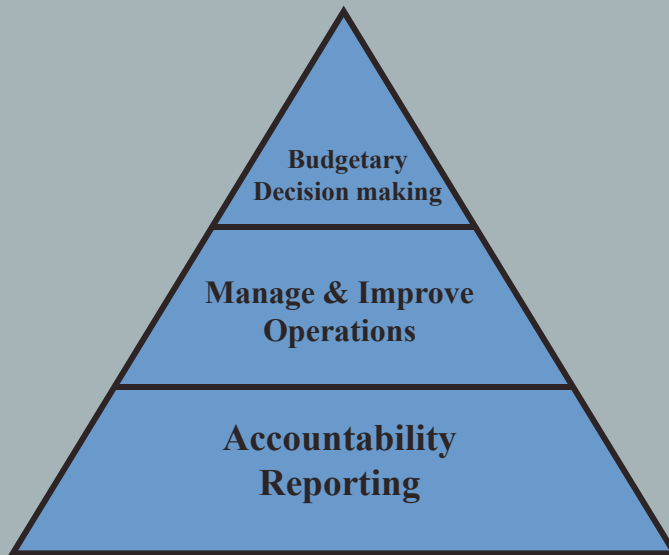 Budgetary
Decision making
Manage & Improve
Operations
Accountability
Reporting